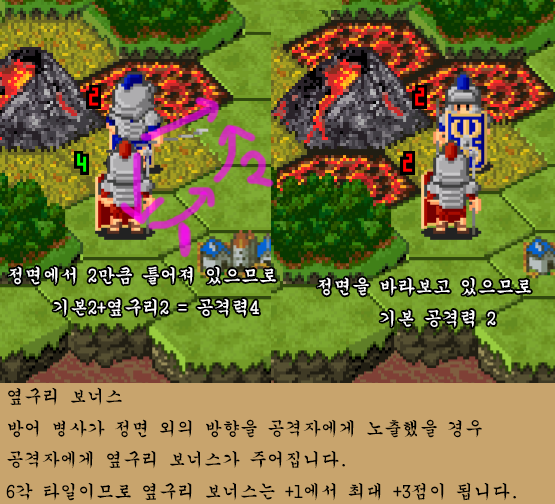 2
2
4
2
2
1
정면에서 2만큼 틀어져 있으므로
기본2+옆구리2 = 공격력4
정면을 바라보고 있으므로
기본 공격력 2
옆구리 보너스
방어 병사가 정면 외의 방향을 공격자에게 노출했을 경우
공격자에게 옆구리 보너스가 주어집니다.
6각 타일이므로 옆구리 보너스는 +1에서 최대 +3점이 됩니다.